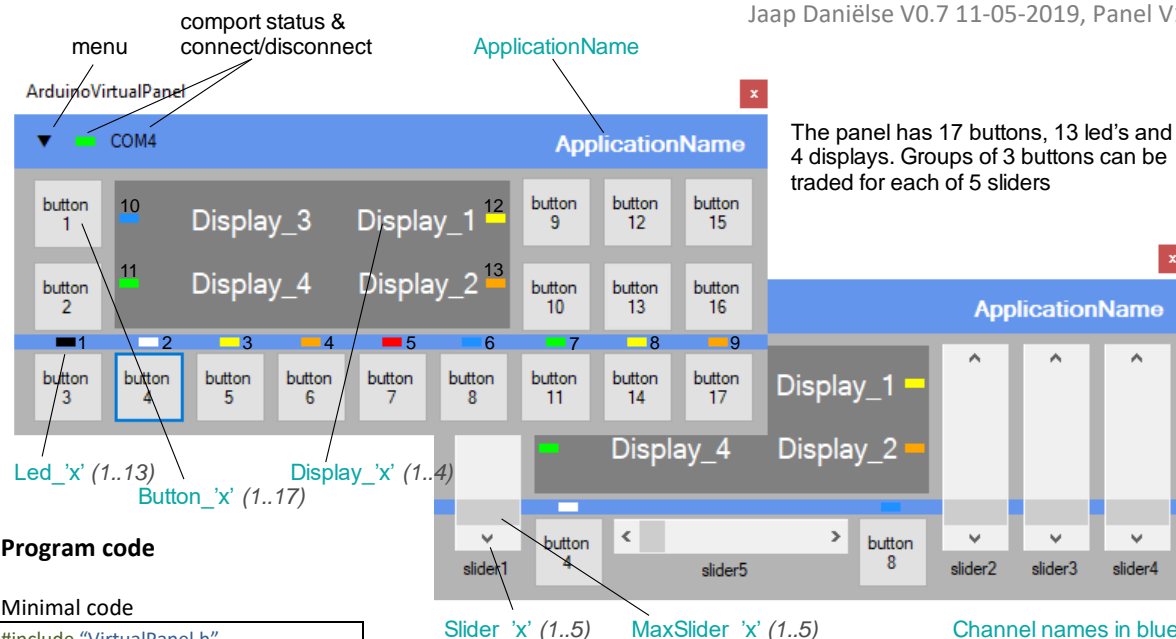 Jaap Daniëlse V0.7 11-05-2019, Panel V
comport status &
menu connect/disconnect ApplicationName
ArduinoVirtualPanel x
COM4 ApplicationName
The panel has 17 buttons, 13 led's and
4 displays. Groups of 3 buttons can be
traded for each of 5 sliders
button 1 10 Display_3 Display_1 12 button 9 button 12 button 15
button 2 11 Display_4 Display_2 13 button 10 button 13 button 16
1 2 3 4 5 6 7 8 9
button 3 button 4 button 5 button 6 button 7 button 8 button 11 button 14 button 17
x
ApplicationName
Display_1
Display_4 Display_2
Led_'x' (1..13) Display_'x' (1..4)
Button_'x' (1..17)
button 4 button 8
slider1 slider5 slider2 slider3 slider4
Program code
Slider_'x' (1..5) MaxSlider_'x' (1..5) Channel names in blue
Minimal code
#include "VirtualPanel.h"